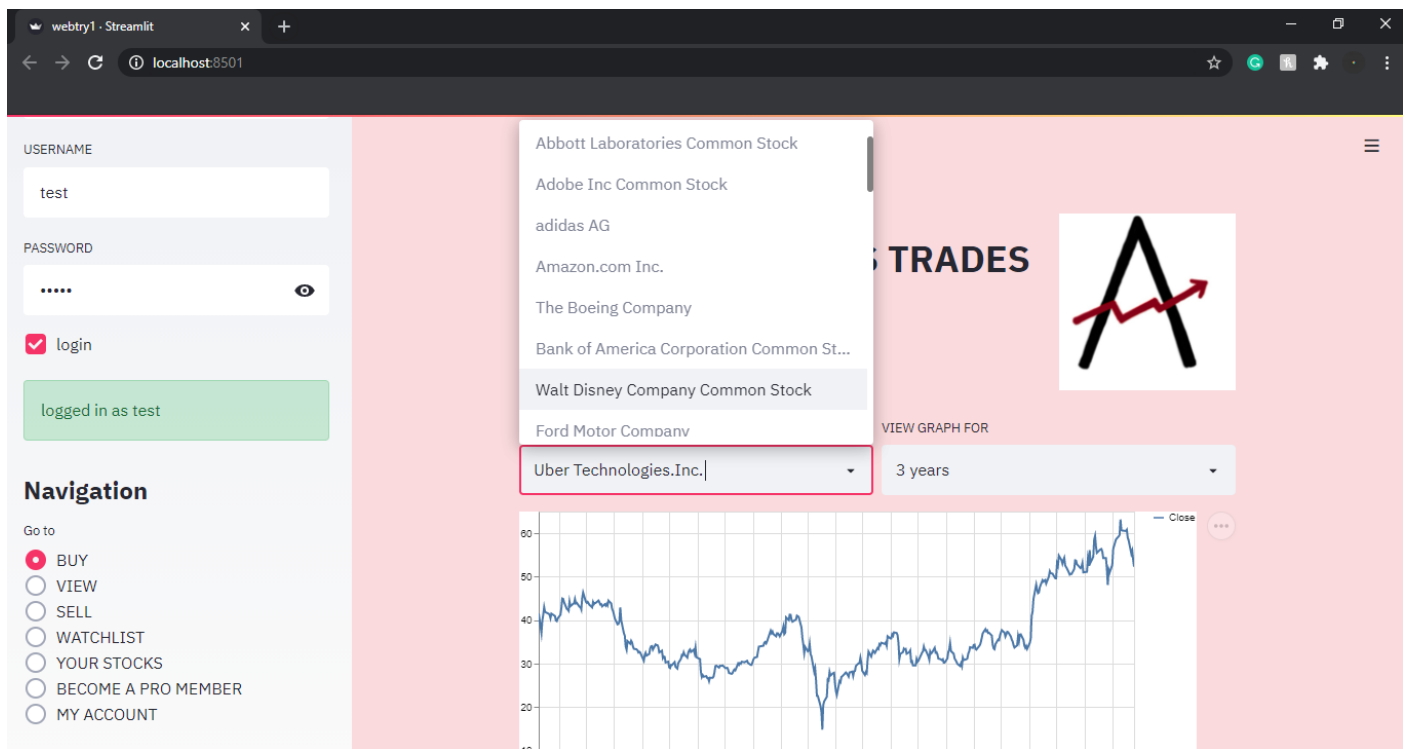 webtry1 · Streamlit
localhost:8501
USERNAME
test
PASSWORD
login
logged in as test
Navigation
Go to
BUY
VIEW
SELL
WATCHLIST
YOUR STOCKS
BECOME A PRO MEMBER
MY ACCOUNT
Abbott Laboratories Common Stock
Adobe Inc Common Stock
adidas AG
Amazon.com Inc.
The Boeing Company
Bank of America Corporation Common St...
Walt Disney Company Common Stock
Ford Motor Company
TRADES
Uber Technologies.Inc.
VIEW GRAPH FOR
3 years
Close
60
50
40
30
20